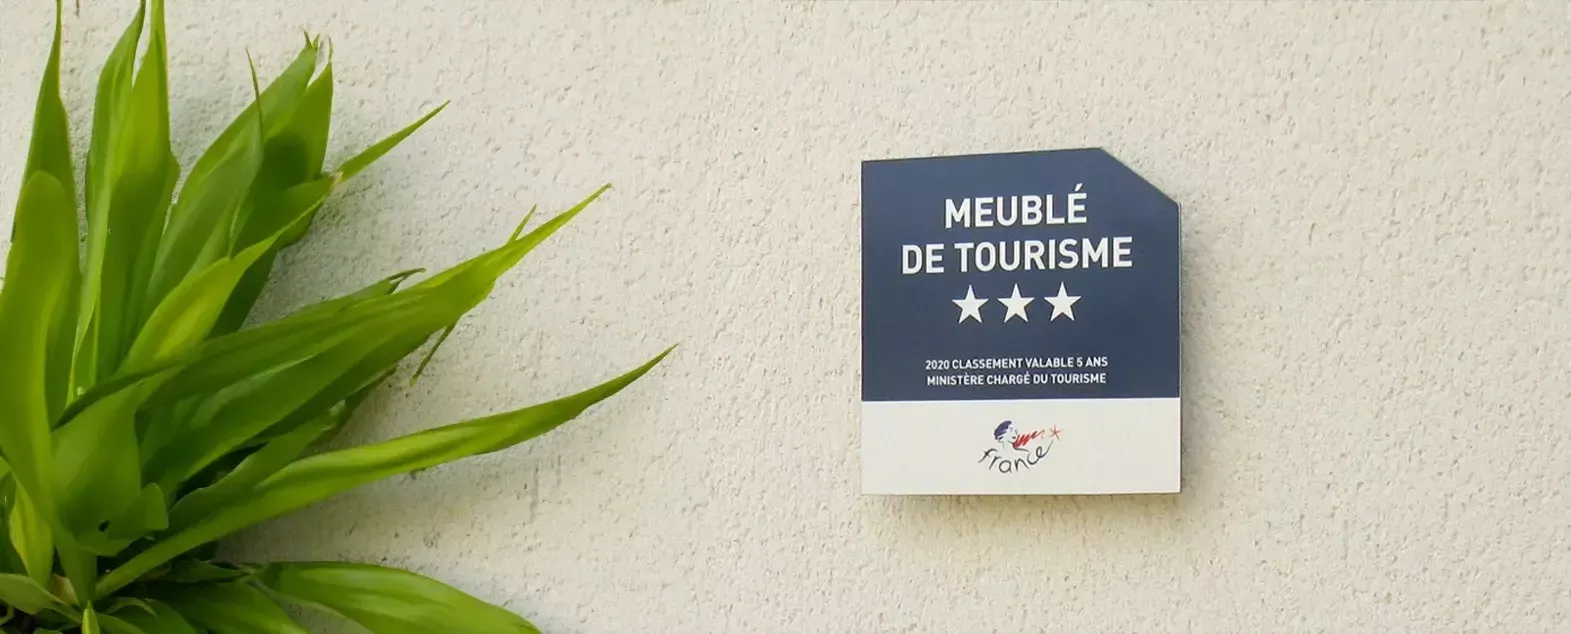 MEUBLÉ
DE TOURISME
2020 CLASSEMENT VALABLE 5 ANS
MINISTÈRE CHARGÉ DU TOURISME
france